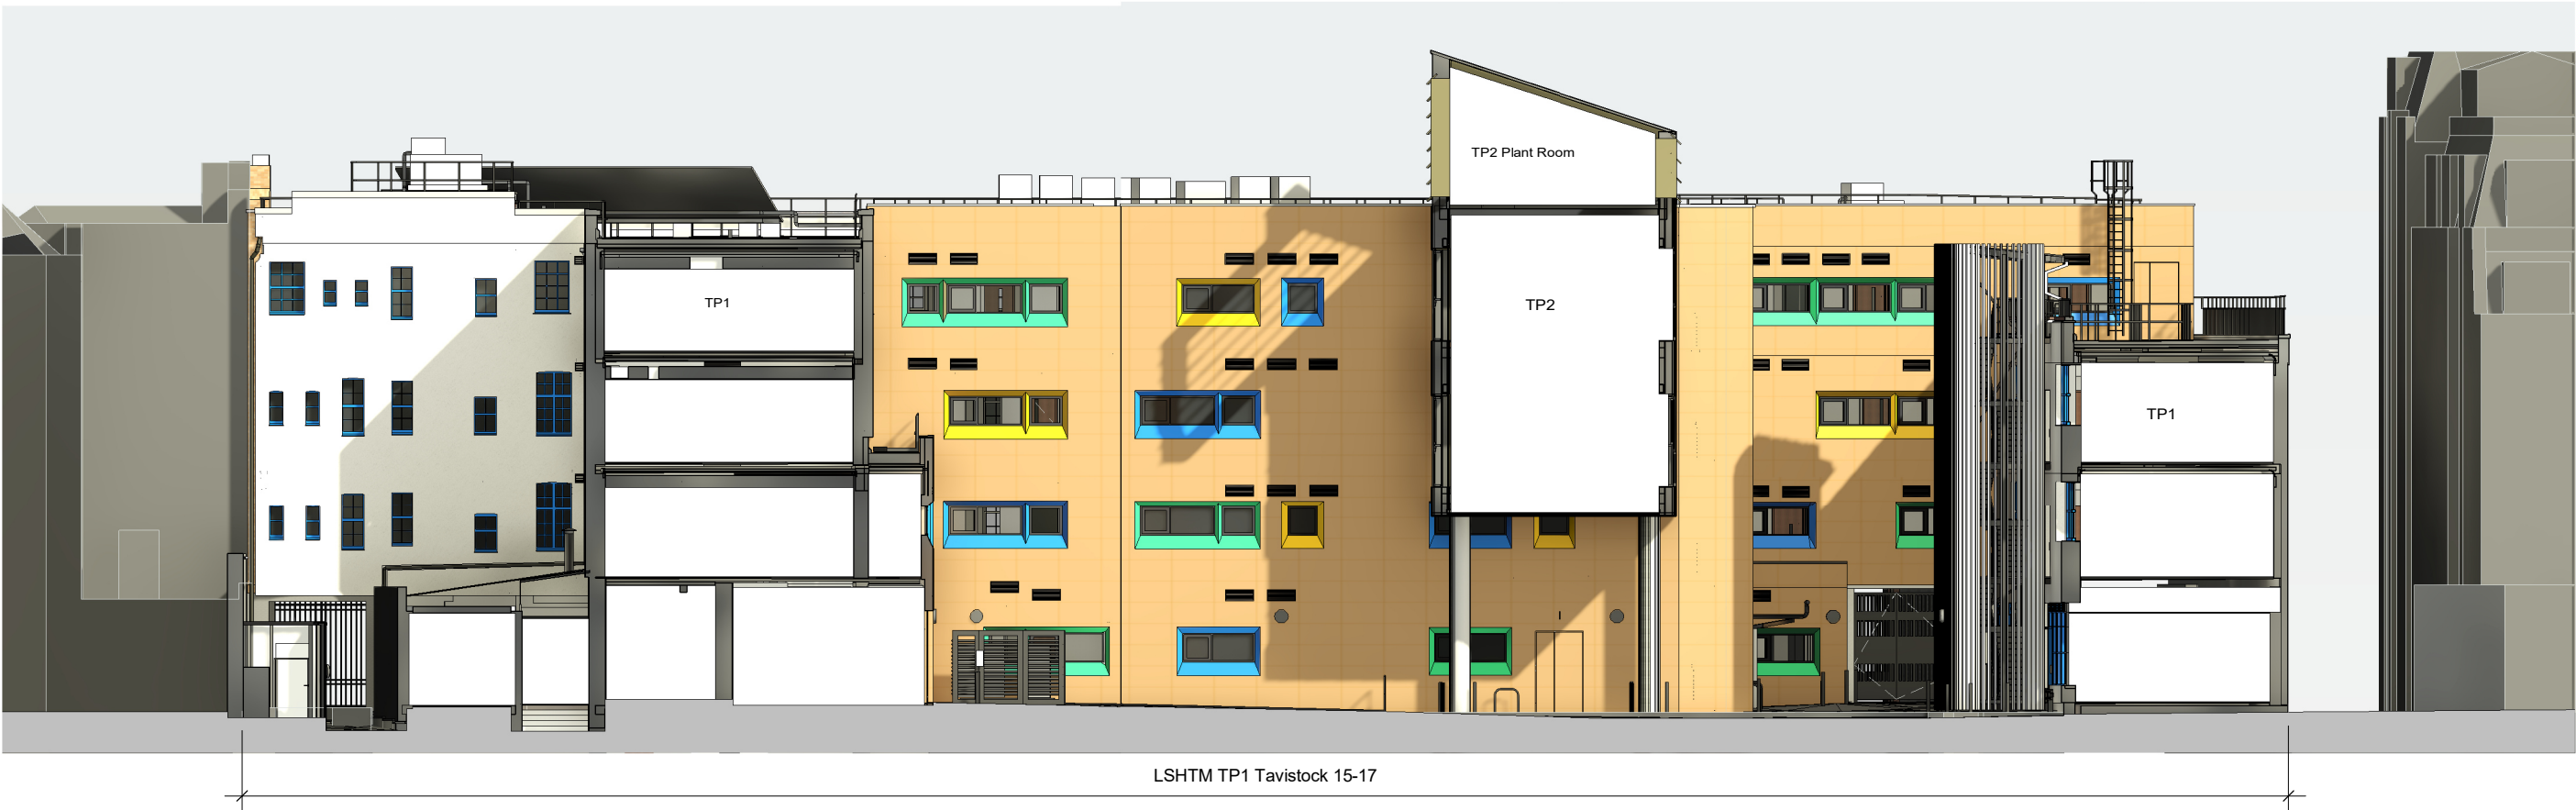 TP2 Plant Room
TP1
TP2
TP1
LSHTM TP1 Tavistock 15-17